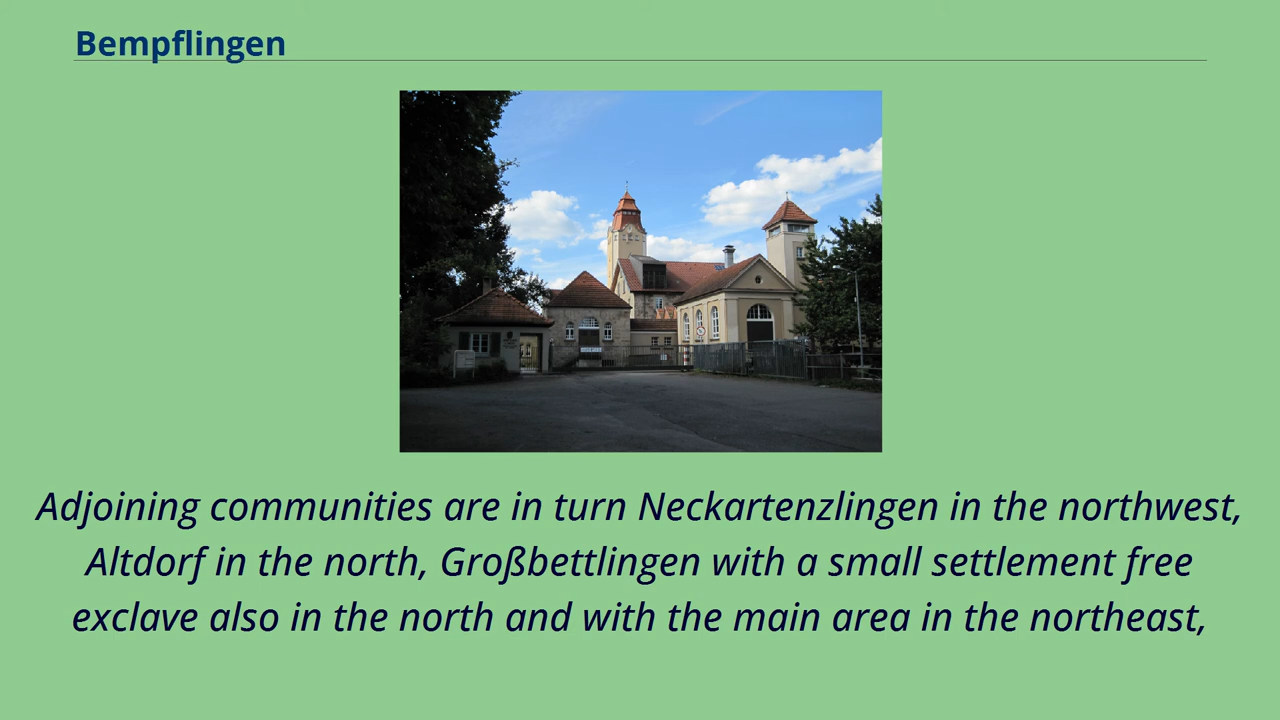 Bempflingen
Adjoining communities are in turn Neckartenzlingen in the northwest,
Altdorf in the north, Großbettlingen with a small settlement free
exclave also in the north and with the main area in the northeast,